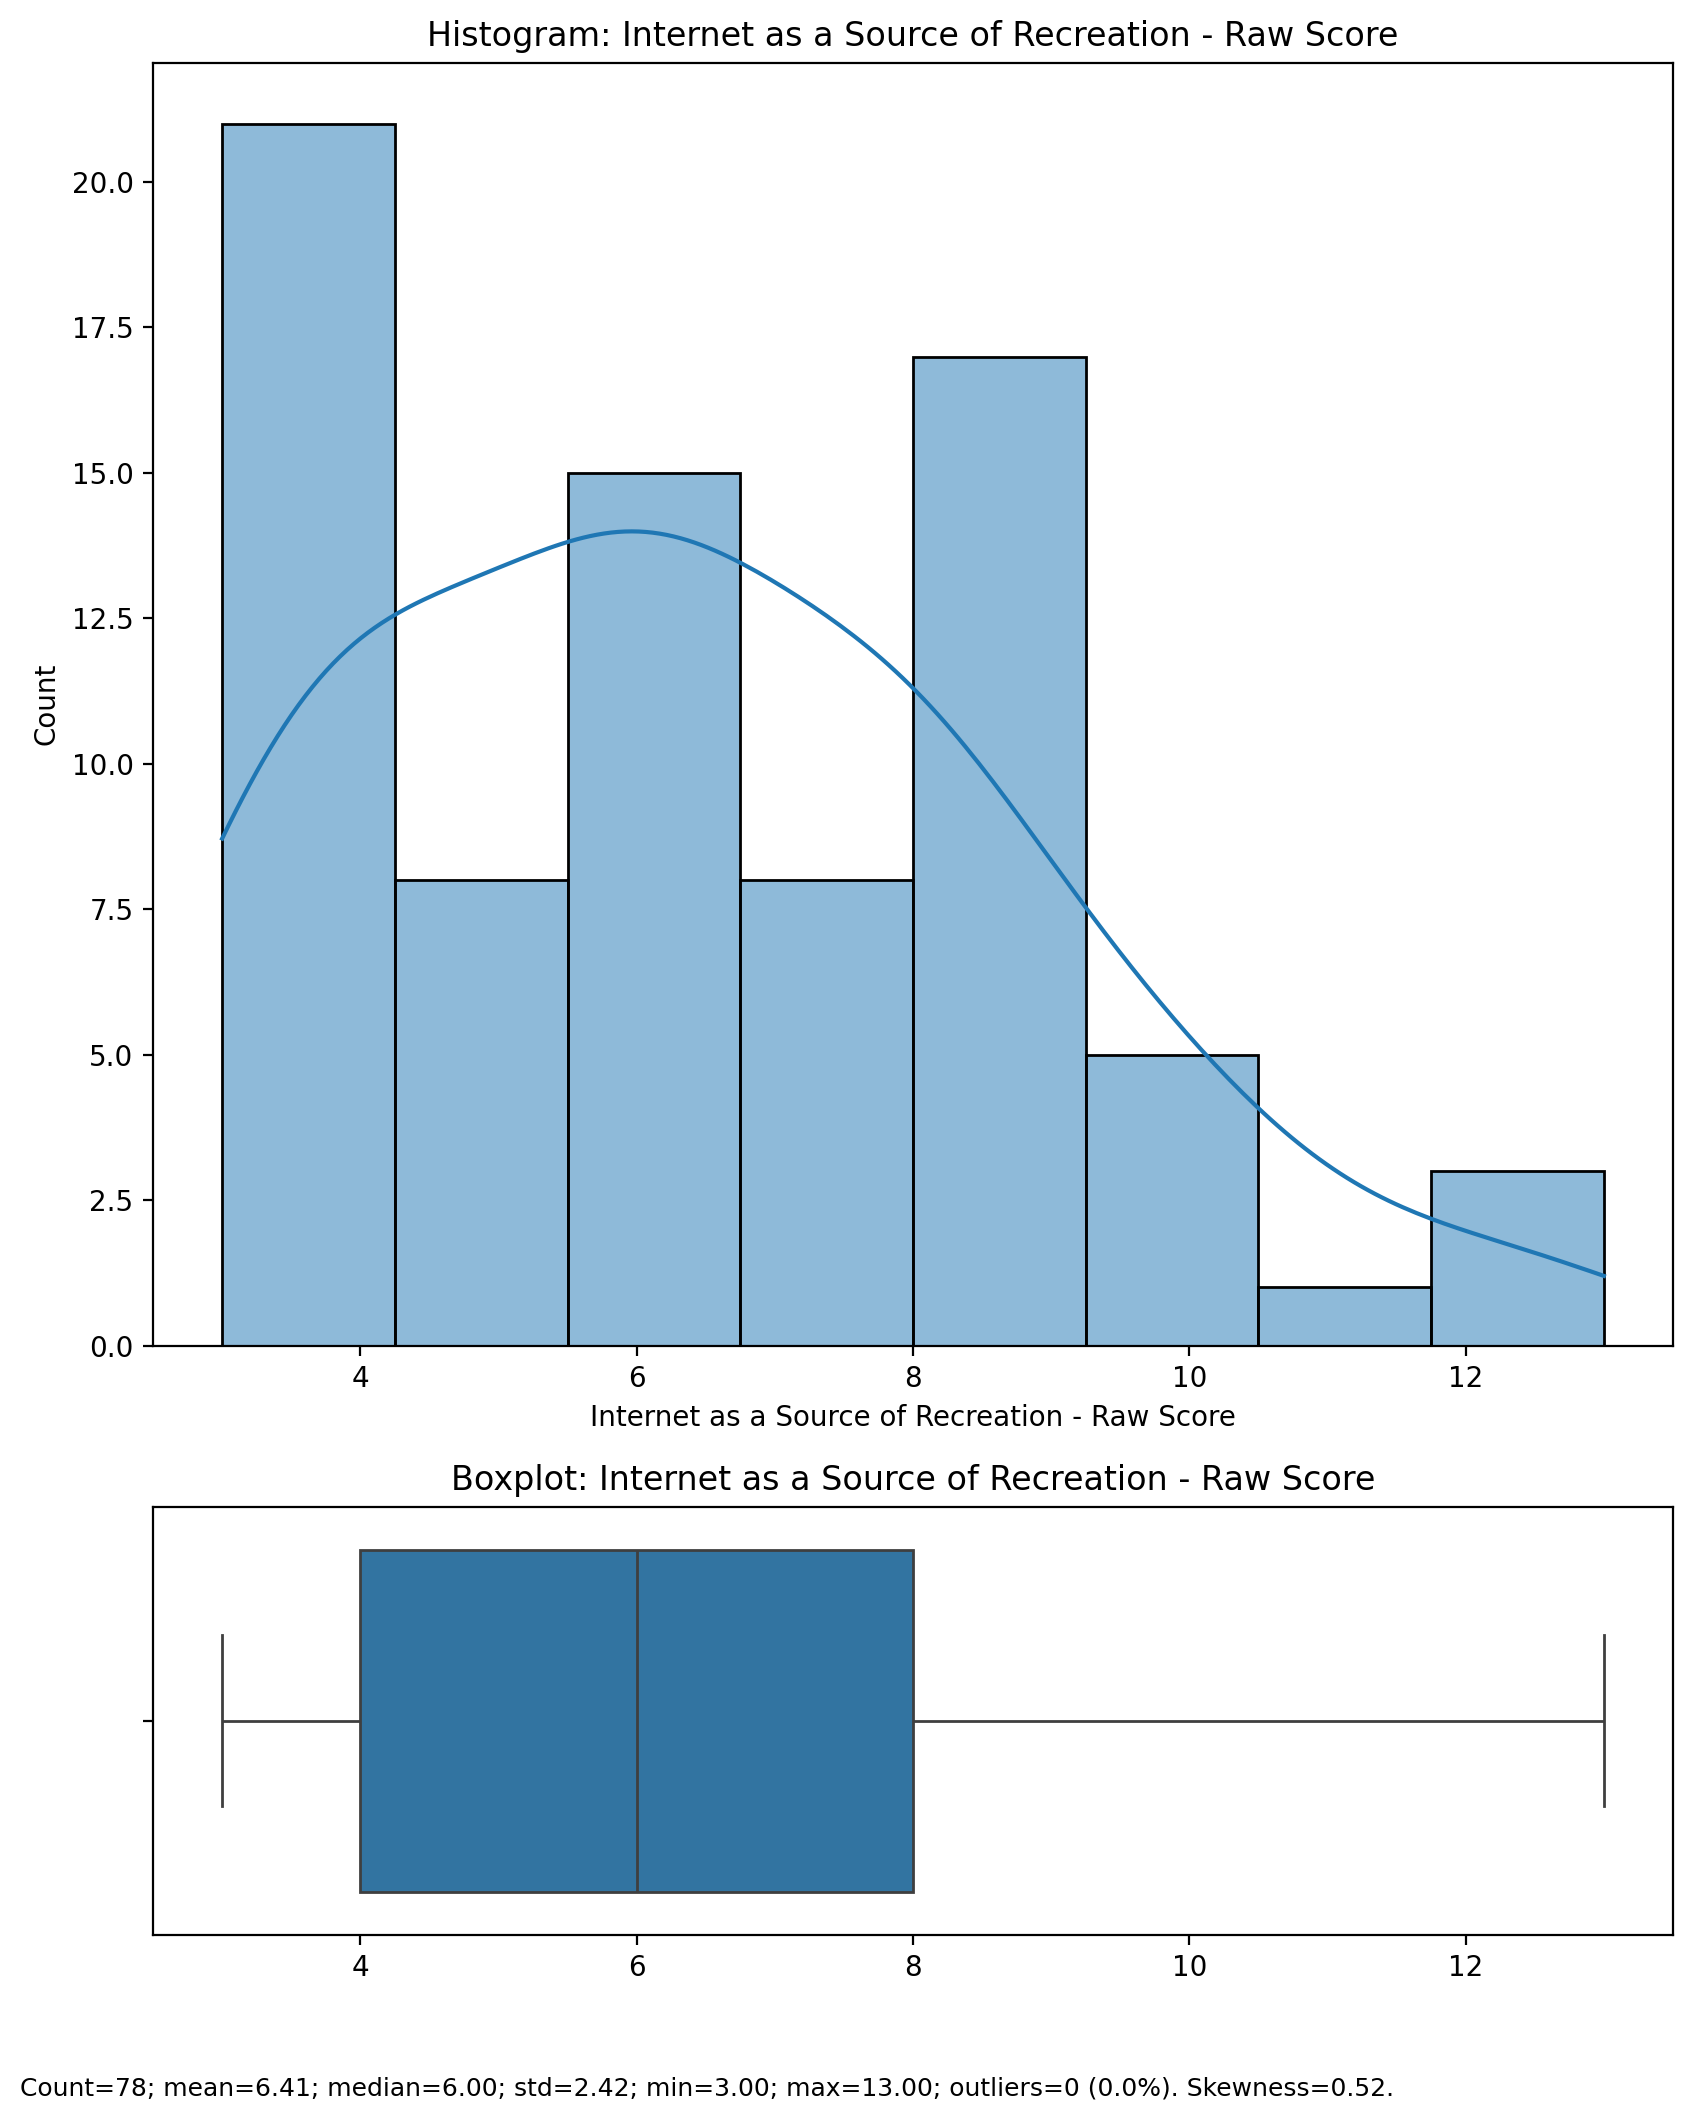 Histogram: Internet as a Source of Recreation - Raw Score
20.0
17.5
15.0
12.5
10.0
7.5
5.0
2.5
0.0
Count
4 6 8 10 12
Internet as a Source of Recreation - Raw Score
Boxplot: Internet as a Source of Recreation - Raw Score
4 6 8 10 12
Count=78; mean=6.41; median=6.00; std=2.42; min=3.00; max=13.00; outliers=0 (0.0%). Skewness=0.52.